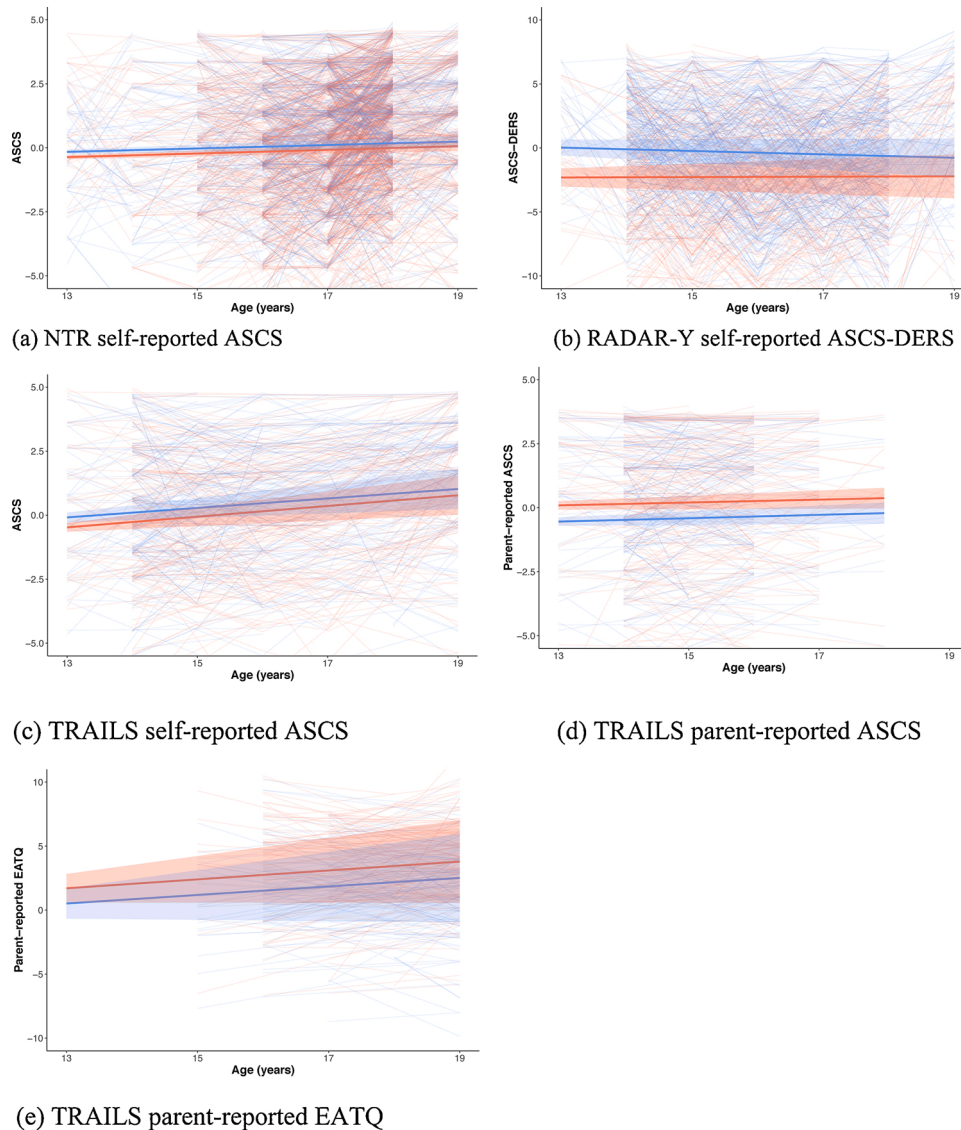 5.0
2.5
0.0
−2.5
−5.0
ASCS
13 15 17 19
Age (years)
(a) NTR self-reported ASCS
10
5
0
−5
−10
ASCS−DERS
13 15 17 19
Age (years)
(b) RADAR-Y self-reported ASCS-DERS
5.0
2.5
0.0
−2.5
−5.0
ASCS
13 15 17 19
Age (years)
(c) TRAILS self-reported ASCS
5.0
2.5
0.0
−2.5
−5.0
Parent−reported ASCS
13 15 17 19
Age (years)
(d) TRAILS parent-reported ASCS
10
5
0
−5
−10
Parent−reported EATQ
13 15 17 19
Age (years)
(e) TRAILS parent-reported EATQ